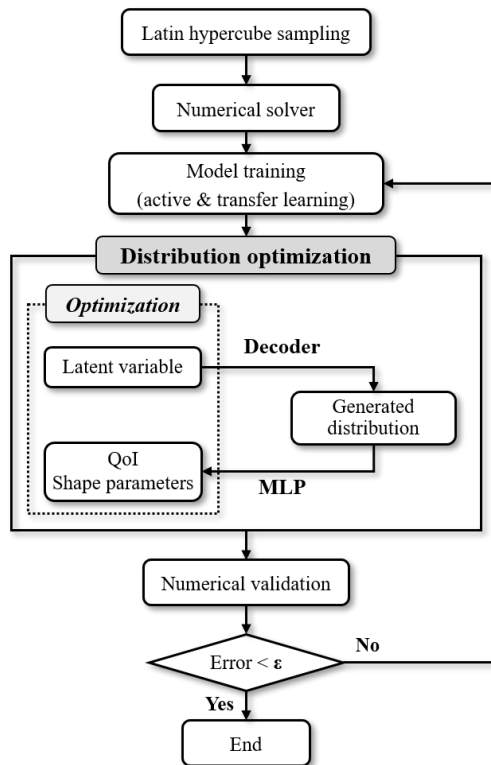 Latin hypercube sampling
Numerical solver
Model training
(active & transfer learning)
Distribution optimization
Optimization
Latent variable
Decoder
Generated
distribution
QoI
Shape parameters
MLP
Numerical validation
Error < ε
No
Yes
End